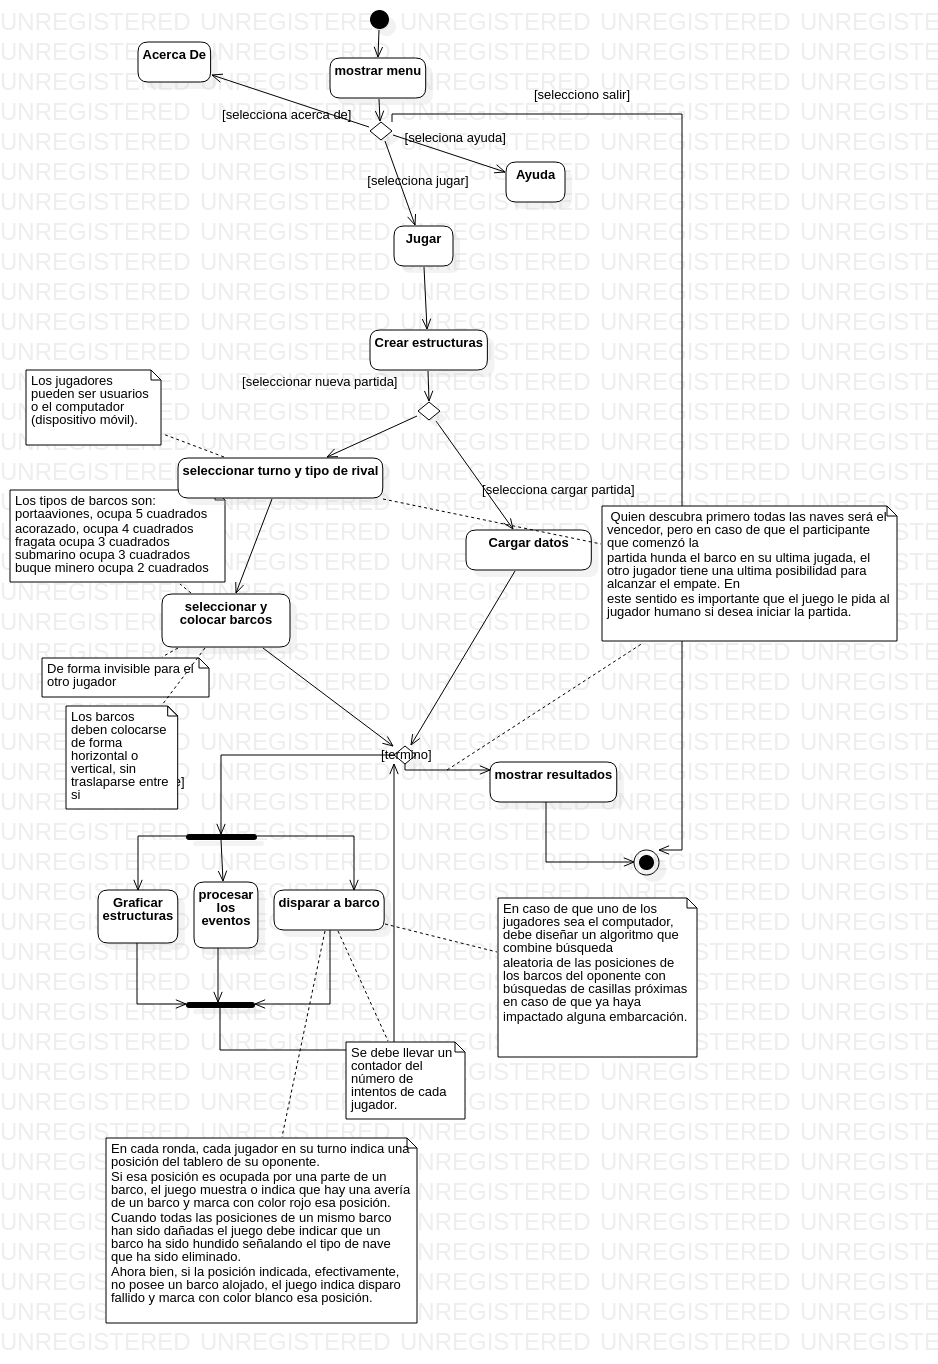 Acerca De
mostrar menu
[selecciono salir]
[selecciona acerca de]
[seleciona ayuda]
Ayuda
[selecciona jugar]
Jugar
Crear estructuras
[seleccionar nueva partida]
Los jugadores
pueden ser usuarios
o el computador
(dispositivo móvil).
seleccionar turno y tipo de rival
[selecciona cargar partida]
Los tipos de barcos son:
portaaviones, ocupa 5 cuadrados
acorazado, ocupa 4 cuadrados
fragata ocupa 3 cuadrados
submarino ocupa 3 cuadrados
buque minero ocupa 2 cuadrados
Cargar datos
Quien descubra primero todas las naves será el
vencedor, pero en caso de que el participante
que comenzó la
partida hunda el barco en su ultima jugada, el
otro jugador tiene una ultima posibilidad para
alcanzar el empate. En
este sentido es importante que el juego le pida al
jugador humano si desea iniciar la partida.
seleccionar y
colocar barcos
De forma invisible para el
otro jugador
Los barcos
deben colocarse
de forma
horizontal o
vertical, sin
traslaparse entre
si
e]
[termino]
mostrar resultados
Graficar
estructuras
procesar
los
eventos
disparar a barco
En caso de que uno de los
jugadores sea el computador,
debe diseñar un algoritmo que
combine búsqueda
aleatoria de las posiciones de
los barcos del oponente con
búsquedas de casillas próximas
en caso de que ya haya
impactado alguna embarcación.
Se debe llevar un
contador del
número de
intentos de cada
jugador.
En cada ronda, cada jugador en su turno indica una
posición del tablero de su oponente.
Si esa posición es ocupada por una parte de un
barco, el juego muestra o indica que hay una avería
de un barco y marca con color rojo esa posición.
Cuando todas las posiciones de un mismo barco
han sido dañadas el juego debe indicar que un
barco ha sido hundido señalando el tipo de nave
que ha sido eliminado.
Ahora bien, si la posición indicada, efectivamente,
no posee un barco alojado, el juego indica disparo
fallido y marca con color blanco esa posición.